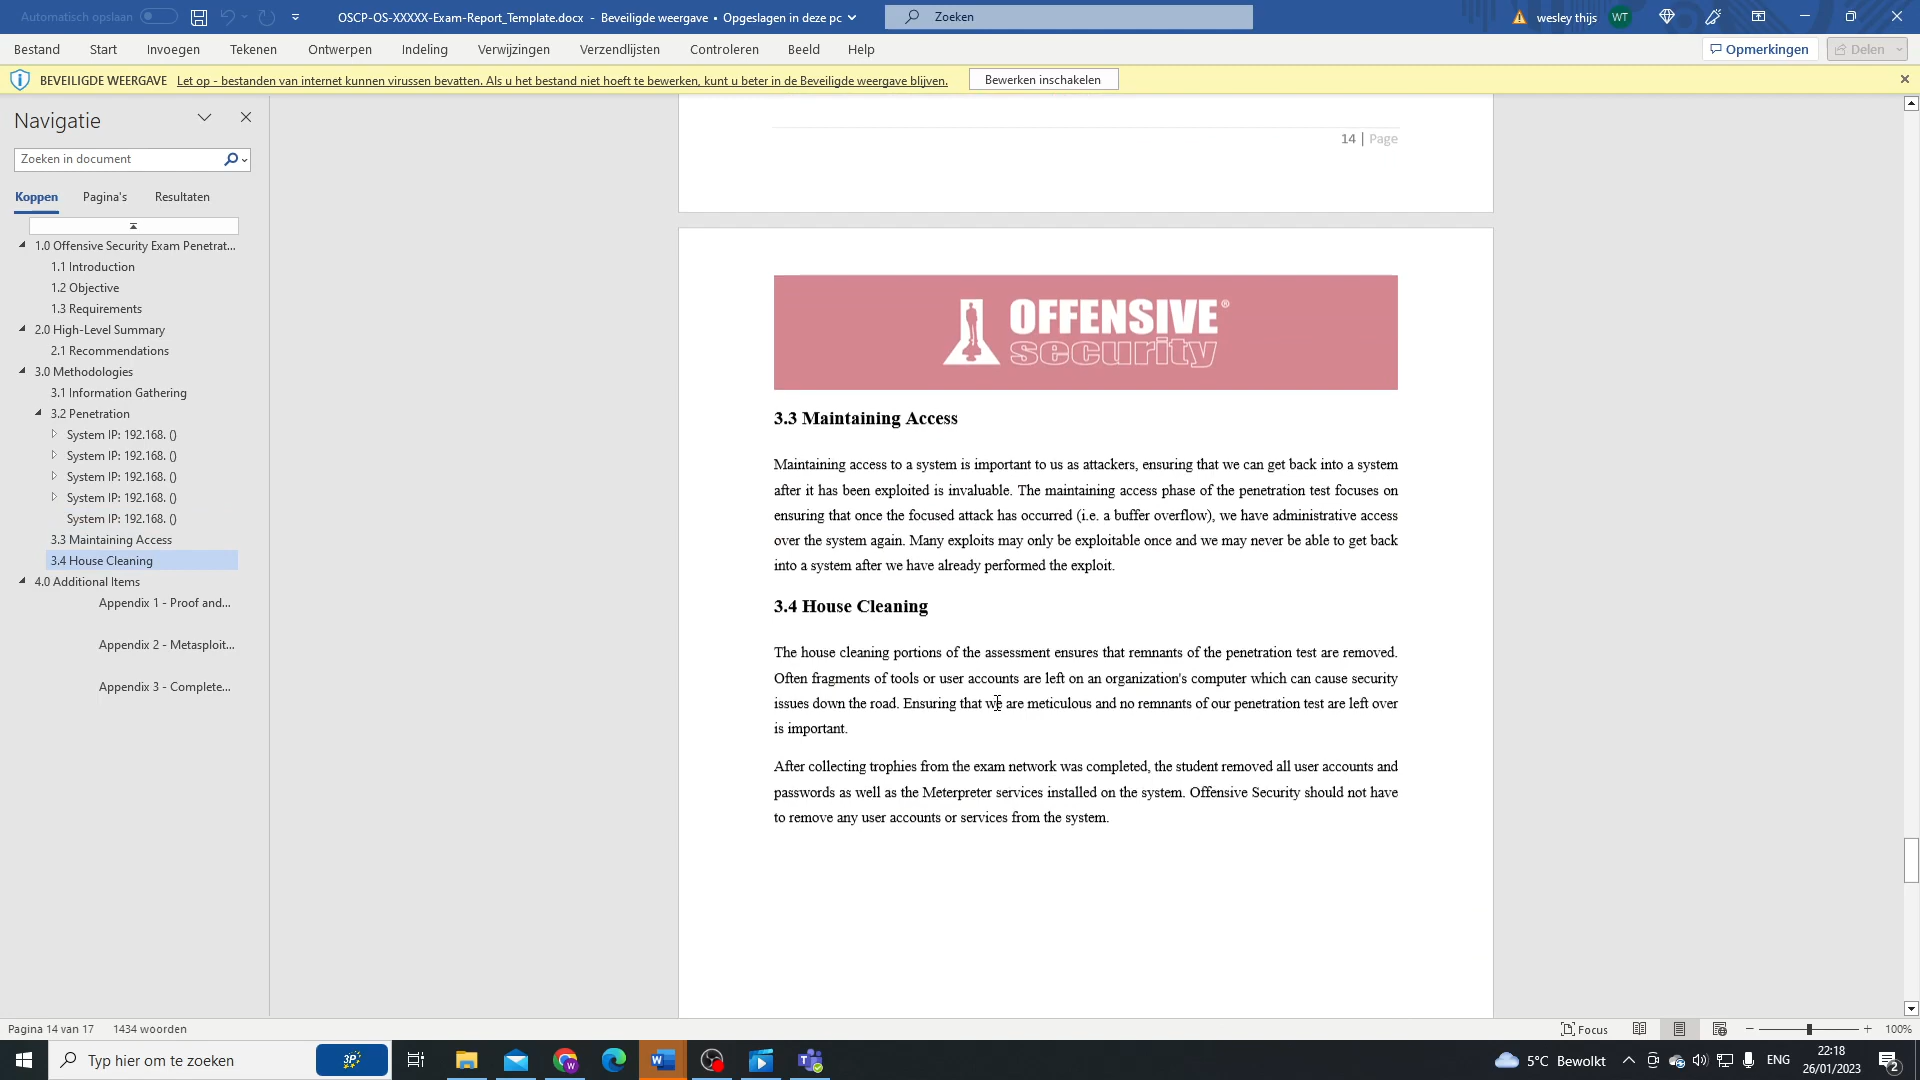 Automatisch opslaan
OSCP-OS-XXXXX-Exam-Report_Template.docx - Beveiligde weergave • Opgeslagen in deze pc
Zoeken
wesley thijs WT
Bestand Start Invoegen Tekenen Ontwerpen Indeling Verwijzingen Verzendlijsten Controleren Beeld Help
Opmerkingen Delen
BEVEILIGDE WEERGAVE Let op - bestanden van internet kunnen virussen bevatten. Als u het bestand niet hoeft te bewerken, kunt u beter in de Beveiligde weergave blijven. Bewerken inschakelen
Navigatie
Zoeken in document
Koppen Pagina's Resultaten
1.0 Offensive Security Exam Penetrat...
1.1 Introduction
1.2 Objective
1.3 Requirements
2.0 High-Level Summary
2.1 Recommendations
3.0 Methodologies
3.1 Information Gathering
3.2 Penetration
System IP: 192.168. ()
System IP: 192.168. ()
System IP: 192.168. ()
System IP: 192.168. ()
System IP: 192.168. ()
3.3 Maintaining Access
3.4 House Cleaning
4.0 Additional Items
Appendix 1 - Proof and...
Appendix 2 - Metasploit...
Appendix 3 - Complete...
14 | Page
OFFENSIVE®
security
3.3 Maintaining Access
Maintaining access to a system is important to us as attackers, ensuring that we can get back into a system
after it has been exploited is invaluable. The maintaining access phase of the penetration test focuses on
ensuring that once the focused attack has occurred (i.e. a buffer overflow), we have administrative access
over the system again. Many exploits may only be exploitable once and we may never be able to get back
into a system after we have already performed the exploit.
3.4 House Cleaning
The house cleaning portions of the assessment ensures that remnants of the penetration test are removed.
Often fragments of tools or user accounts are left on an organization's computer which can cause security
issues down the road. Ensuring that we are meticulous and no remnants of our penetration test are left over
is important.
After collecting trophies from the exam network was completed, the student removed all user accounts and
passwords as well as the Meterpreter services installed on the system. Offensive Security should not have
to remove any user accounts or services from the system.
Pagina 14 van 17 1434 woorden
Focus
100%
Typ hier om te zoeken
5°C Bewolkt
ENG
22:18
26/01/2023
2